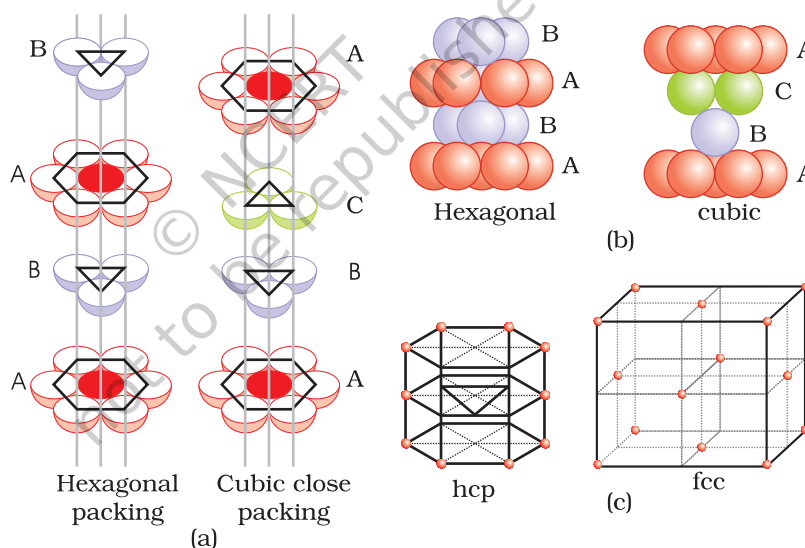 B
A
B
A
Hexagonal
packing
A
C
B
A
Cubic close
packing
(a)
B
A
B
A
Hexagonal
A
C
B
A
cubic
(b)
hcp
fcc
(c)
© NCERT
not to be republished